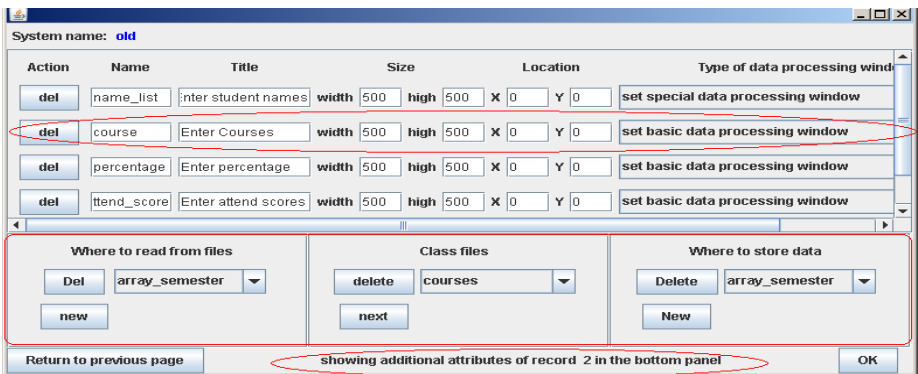 System name: old
Action Name Title Size Location Type of data processing wind
del name_list nter student names width 500 high 500 X 0 Y 0 set special data processing window
del course Enter Courses width 500 high 500 X 0 Y 0 set basic data processing window
del percentage Enter percentage width 500 high 500 X 0 Y 0 set basic data processing window
del ttend_score Enter attend scores width 500 high 500 X 0 Y 0 set basic data processing window
Where to read from files Class files Where to store data
Del array_semester delete courses Delete array_semester
new next New
Return to previous page showing additional attributes of record 2 in the bottom panel OK